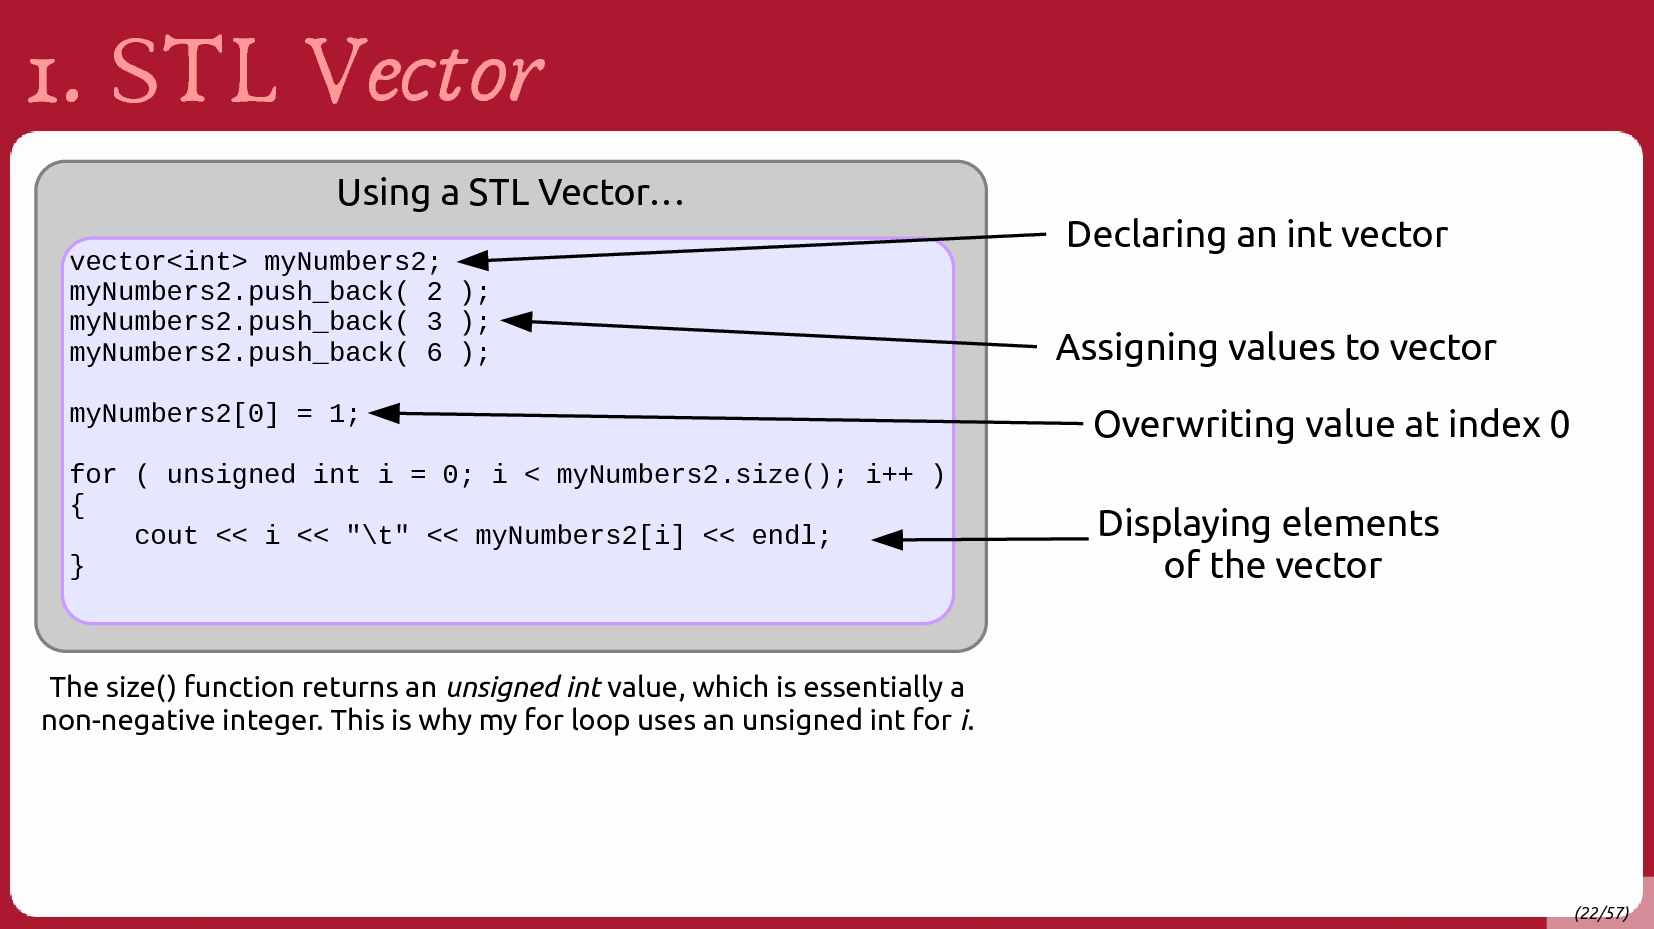 1. STL Vector
Using a STL Vector...
vector<int> myNumbers2;
myNumbers2.push_back( 2 );
myNumbers2.push_back( 3 );
myNumbers2.push_back( 6 );
myNumbers2[0] = 1;
for ( unsigned int i = 0; i < myNumbers2.size(); i++ )
{
    cout << i << "\t" << myNumbers2[i] << endl;
}
Declaring an int vector
Assigning values to vector
Overwriting value at index 0
Displaying elements
of the vector
The size() function returns an unsigned int value, which is essentially a
non-negative integer. This is why my for loop uses an unsigned int for i.
(22/57)